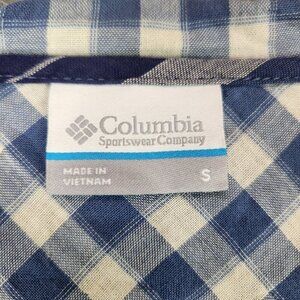 Columbia
Sportswear Company
MADE IN
VIETNAM
S